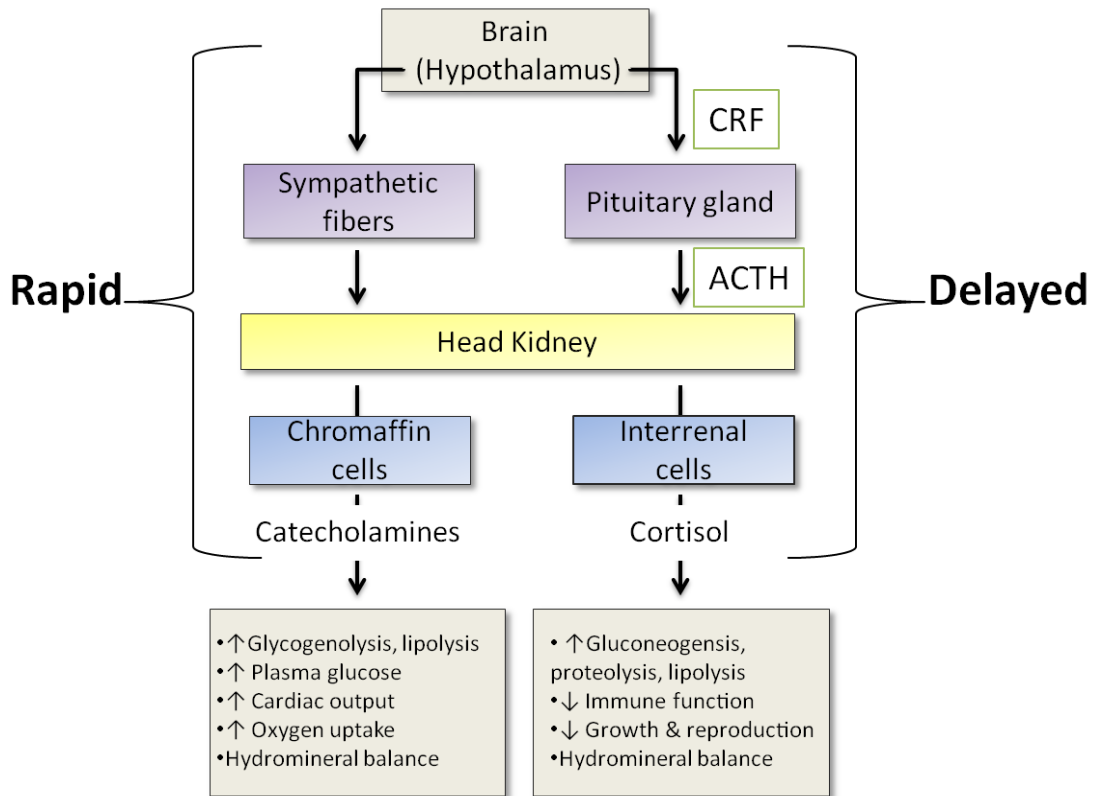 Brain
(Hypothalamus)
CRF
Sympathetic
fibers
Pituitary gland
ACTH
Rapid
Delayed
Head Kidney
Chromaffin
cells
Interrenal
cells
Catecholamines
Cortisol
•↑Glycogenolysis, lipolysis
•↑ Plasma glucose
•↑ Cardiac output
•↑ Oxygen uptake
•Hydromineral balance
• ↑Gluconeogensis,
proteolysis, lipolysis
•↓ Immune function
•↓ Growth & reproduction
•Hydromineral balance